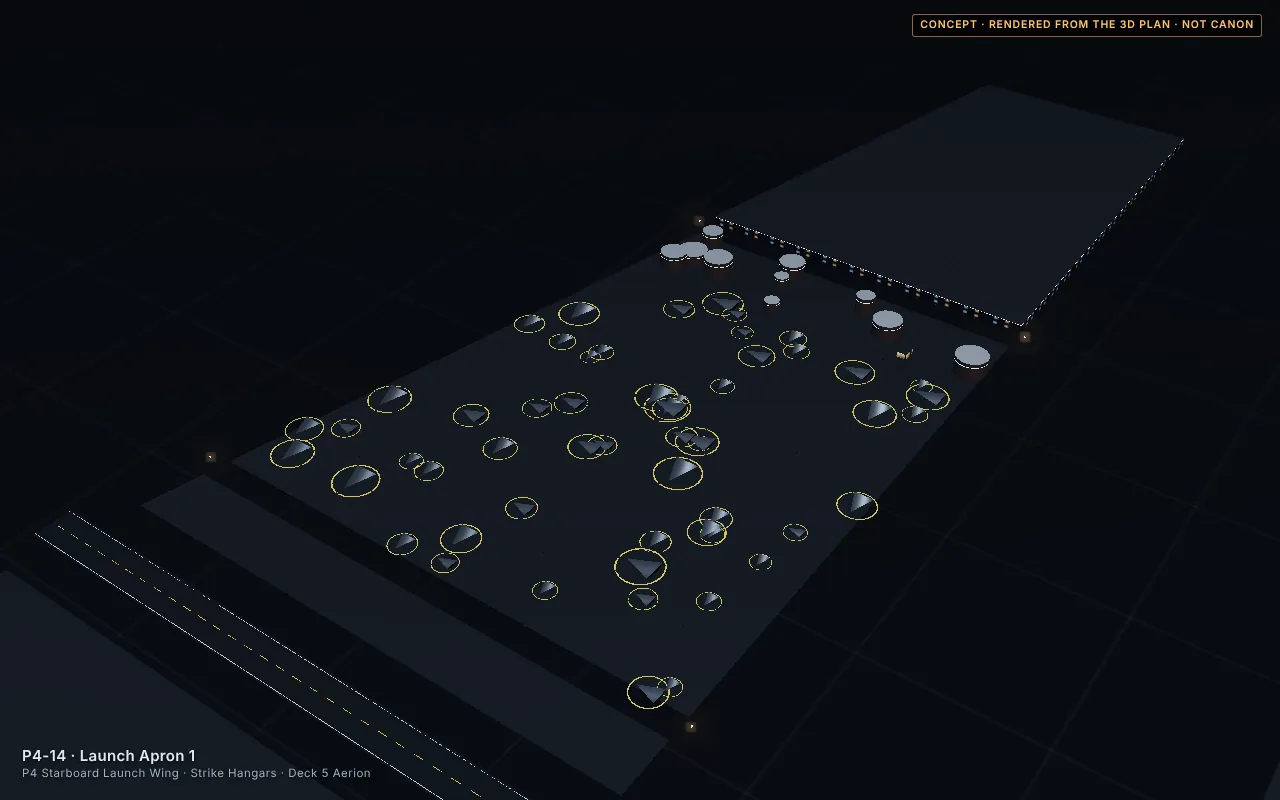 CONCEPT · RENDERED FROM THE 3D PLAN · NOT CANON
P4-14 · Launch Apron 1
P4 Starboard Launch Wing · Strike Hangars · Deck 5 Aerion